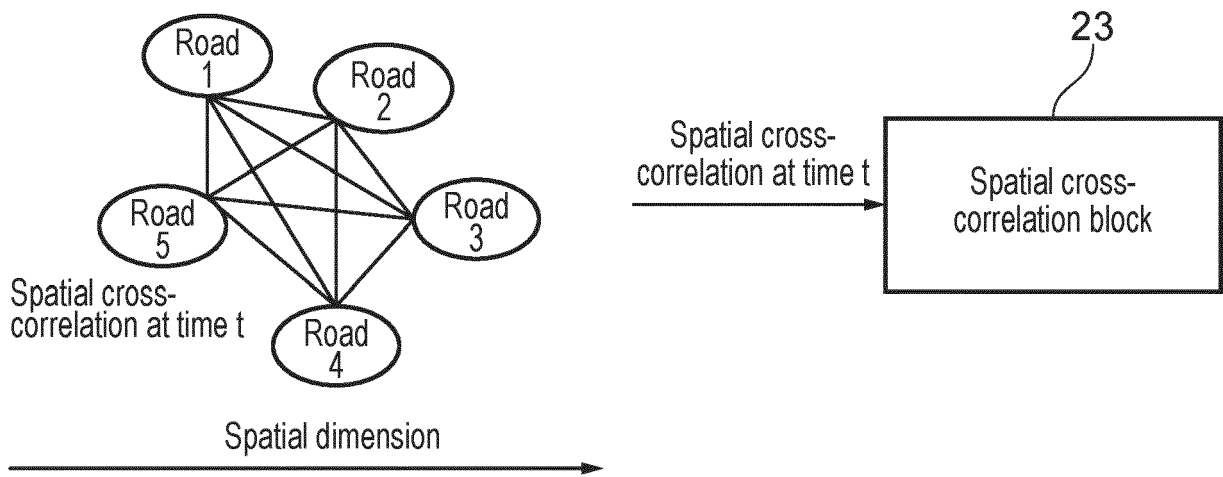 Road
1
Road
2
Road
3
Road
4
Road
5
Spatial cross-
correlation at time t
Spatial dimension
Spatial cross-
correlation at time t
23
Spatial cross-
correlation block